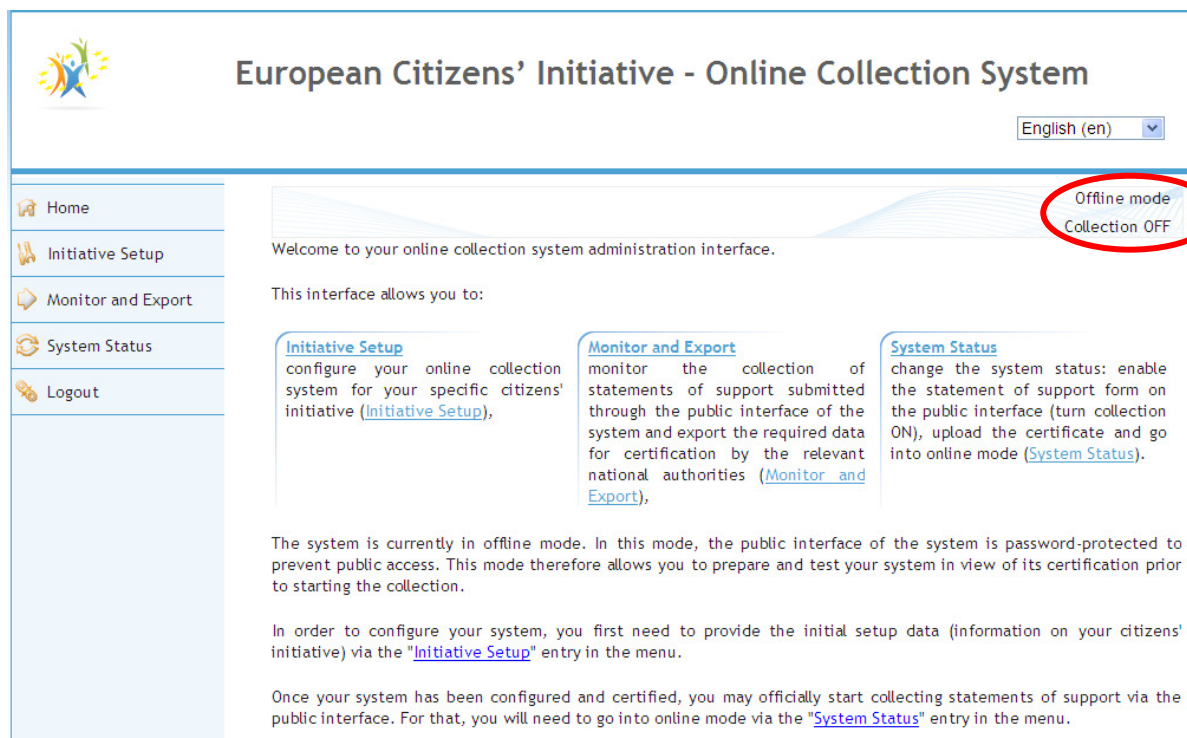 European Citizens' Initiative - Online Collection System
English (en)
Home
Initiative Setup
Monitor and Export
System Status
Logout
Offline mode
Collection OFF
Welcome to your online collection system administration interface.
This interface allows you to:
Initiative Setup
configure your online collection
system for your specific citizens'
initiative (Initiative Setup),
Monitor and Export
monitor the collection of
statements of support submitted
through the public interface of the
system and export the required data
for certification by the relevant
national authorities (Monitor and
Export),
System Status
change the system status: enable
the statement of support form on
the public interface (turn collection
ON), upload the certificate and go
into online mode (System Status).
The system is currently in offline mode. In this mode, the public interface of the system is password-protected to
prevent public access. This mode therefore allows you to prepare and test your system in view of its certification prior
to starting the collection.
In order to configure your system, you first need to provide the initial setup data (information on your citizens'
initiative) via the "Initiative Setup" entry in the menu.
Once your system has been configured and certified, you may officially start collecting statements of support via the
public interface. For that, you will need to go into online mode via the "System Status" entry in the menu.